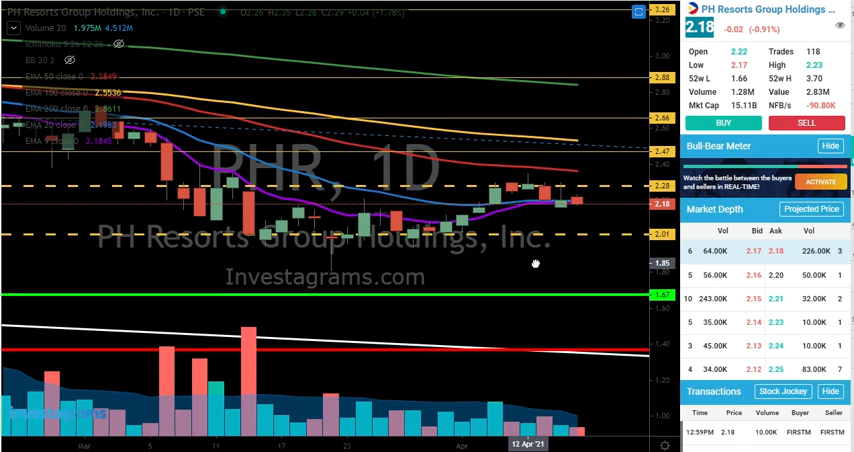 PH Resorts Group Holdings, Inc. · 1D · PSE O2.26 H2.35 L2.26 C2.29 -0.04 (-1.78%)
Volume 20 1.975M 4.512M
Ichimoku 9 26 52 26
BB 20 2
EMA 50 close 0 2.3849
EMA 100 close 0 2.5536
EMA 200 close 0 2.8611
EMA 20 close 0
EMA 9 close 0 2.1845
PHR, 1D
PH Resorts Group Holdings, Inc.
Investagrams.com
investagrams
3.26
3.00
2.88
2.66
2.60
2.47
2.28
2.18
2.01
1.85
1.80
1.67
1.60
1.40
1.20
1.00
Mar 5 11 17 23 Apr 12 Apr '21
PH Resorts Group Holdings ...
2.18 -0.02 (-0.91%)
Open 2.22 Trades 118
Low 2.17 High 2.23
52w L 1.66 52w H 3.70
Volume 1.28M Value 2.83M
Mkt Cap 15.11B NFB/s -90.80K
BUY SELL
Bull-Bear Meter Hide
Watch the battle between the buyers
and sellers in REAL-TIME! ACTIVATE
Market Depth Projected Price
Vol Bid Ask Vol
6 64.00K 2.17 2.18 226.00K 3
5 56.00K 2.16 2.20 50.00K 1
10 243.00K 2.15 2.21 32.00K 2
5 35.00K 2.14 2.23 10.00K 1
3 45.00K 2.13 2.24 10.00K 1
4 34.00K 2.12 2.25 83.00K 7
Transactions Stock Jockey Hide
Time Price Volume Buyer Seller
12:59PM 2.18 10.00K FIRSTM FIRSTM